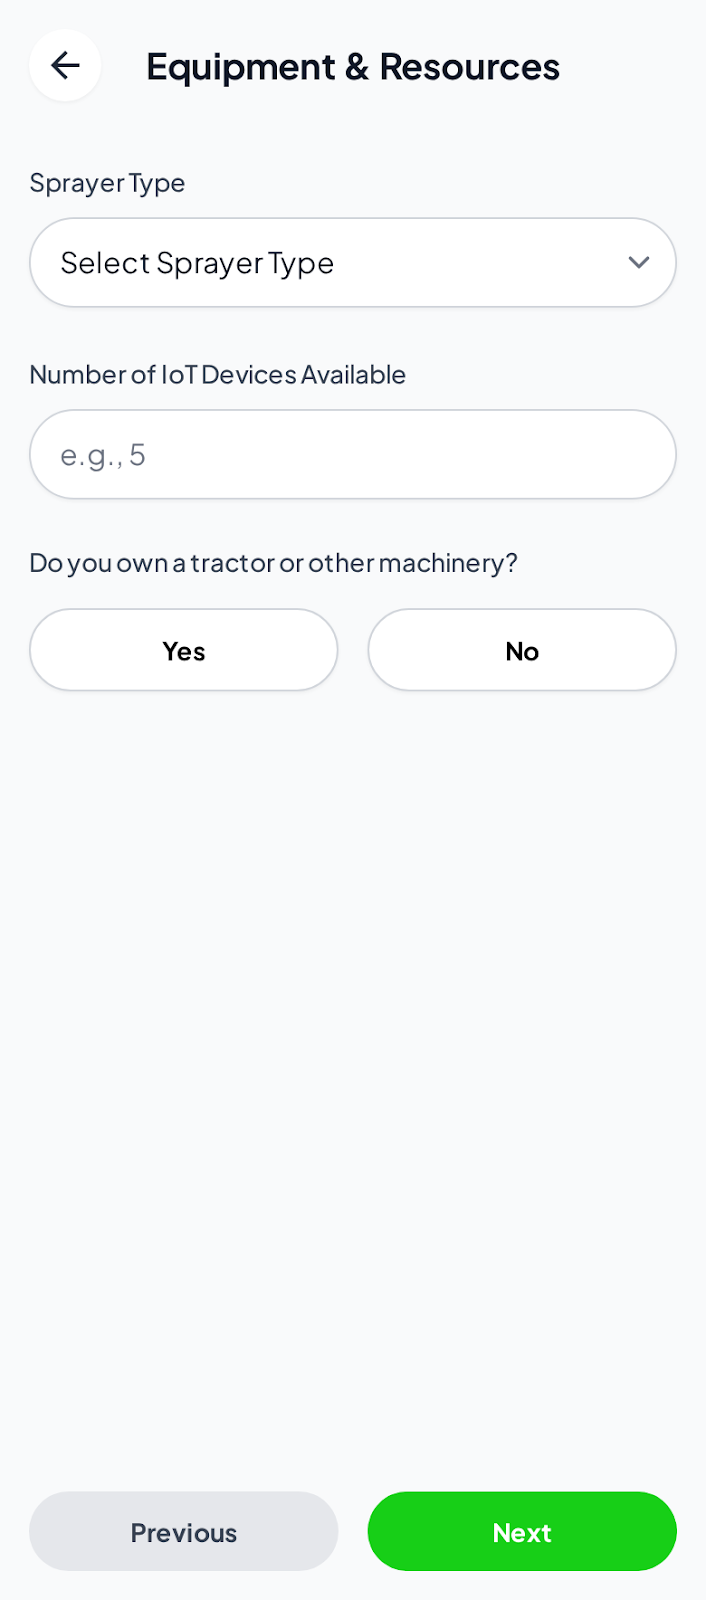 Equipment & Resources
Sprayer Type
Select Sprayer Type
Number of IoT Devices Available
e.g., 5
Do you own a tractor or other machinery?
Yes
No
Previous
Next